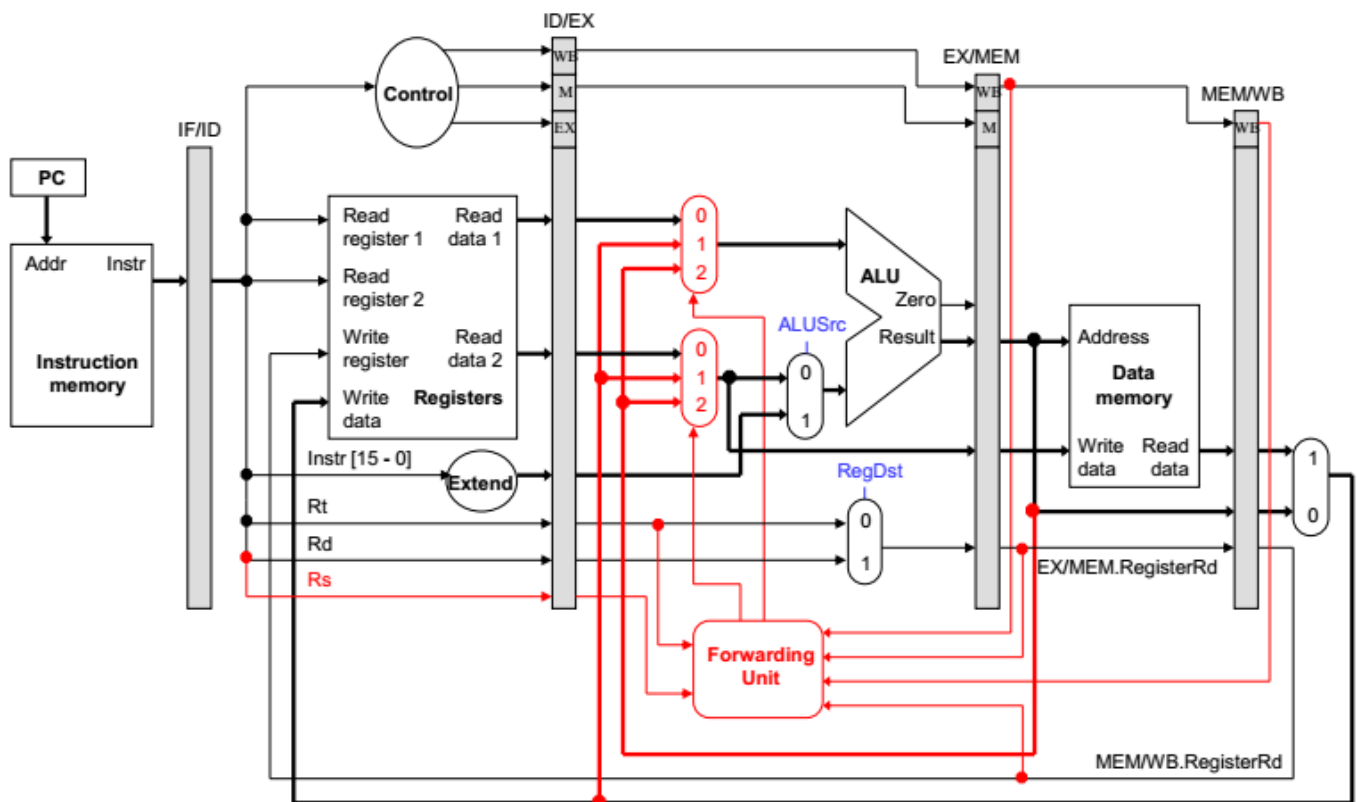 ID/EX
EX/MEM
MEM/WB
IF/ID
WB
M
EX
Control
WB
M
WB
PC
Addr Instr
Instruction
memory
Read
register 1
Read
data 1
Read
register 2
Write
register
Read
data 2
Write
data
Registers
0
1
2
0
1
2
ALU
Zero
Result
ALUSrc
0
1
Address
Data
memory
Write
data
Read
data
1
0
Instr [15 - 0]
Extend
RegDst
0
1
Rt
Rd
Rs
EX/MEM.RegisterRd
Forwarding
Unit
MEM/WB.RegisterRd